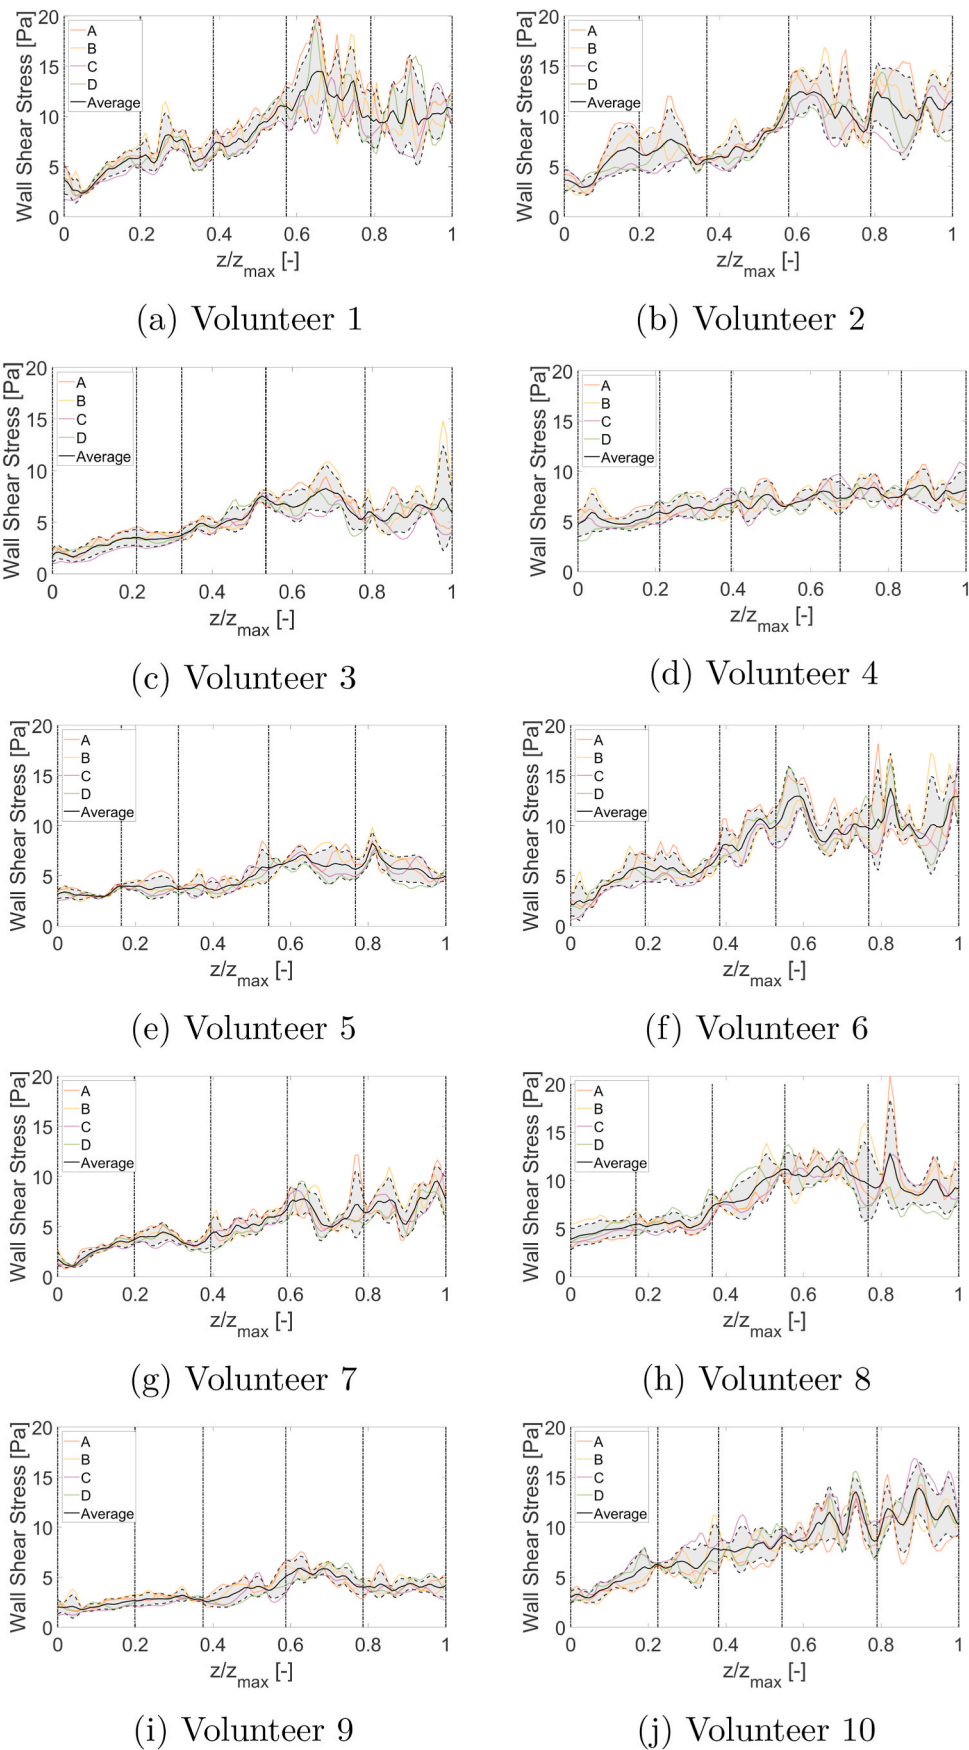 Wall Shear Stress [Pa]
20
15
10
5
0
A
B
C
D
Average
0 0.2 0.4 0.6 0.8 1
z/z_max [-]
(a) Volunteer 1
Wall Shear Stress [Pa]
20
15
10
5
0
A
B
C
D
Average
0 0.2 0.4 0.6 0.8 1
z/z_max [-]
(b) Volunteer 2
Wall Shear Stress [Pa]
20
15
10
5
0
A
B
C
D
Average
0 0.2 0.4 0.6 0.8 1
z/z_max [-]
(c) Volunteer 3
Wall Shear Stress [Pa]
20
15
10
5
0
A
B
C
D
Average
0 0.2 0.4 0.6 0.8 1
z/z_max [-]
(d) Volunteer 4
Wall Shear Stress [Pa]
20
15
10
5
0
A
B
C
D
Average
0 0.2 0.4 0.6 0.8 1
z/z_max [-]
(e) Volunteer 5
Wall Shear Stress [Pa]
20
15
10
5
0
A
B
C
D
Average
0 0.2 0.4 0.6 0.8 1
z/z_max [-]
(f) Volunteer 6
Wall Shear Stress [Pa]
20
15
10
5
0
A
B
C
D
Average
0 0.2 0.4 0.6 0.8 1
z/z_max [-]
(g) Volunteer 7
Wall Shear Stress [Pa]
20
15
10
5
0
A
B
C
D
Average
0 0.2 0.4 0.6 0.8 1
z/z_max [-]
(h) Volunteer 8
Wall Shear Stress [Pa]
20
15
10
5
0
A
B
C
D
Average
0 0.2 0.4 0.6 0.8 1
z/z_max [-]
(i) Volunteer 9
Wall Shear Stress [Pa]
20
15
10
5
0
A
B
C
D
Average
0 0.2 0.4 0.6 0.8 1
z/z_max [-]
(j) Volunteer 10